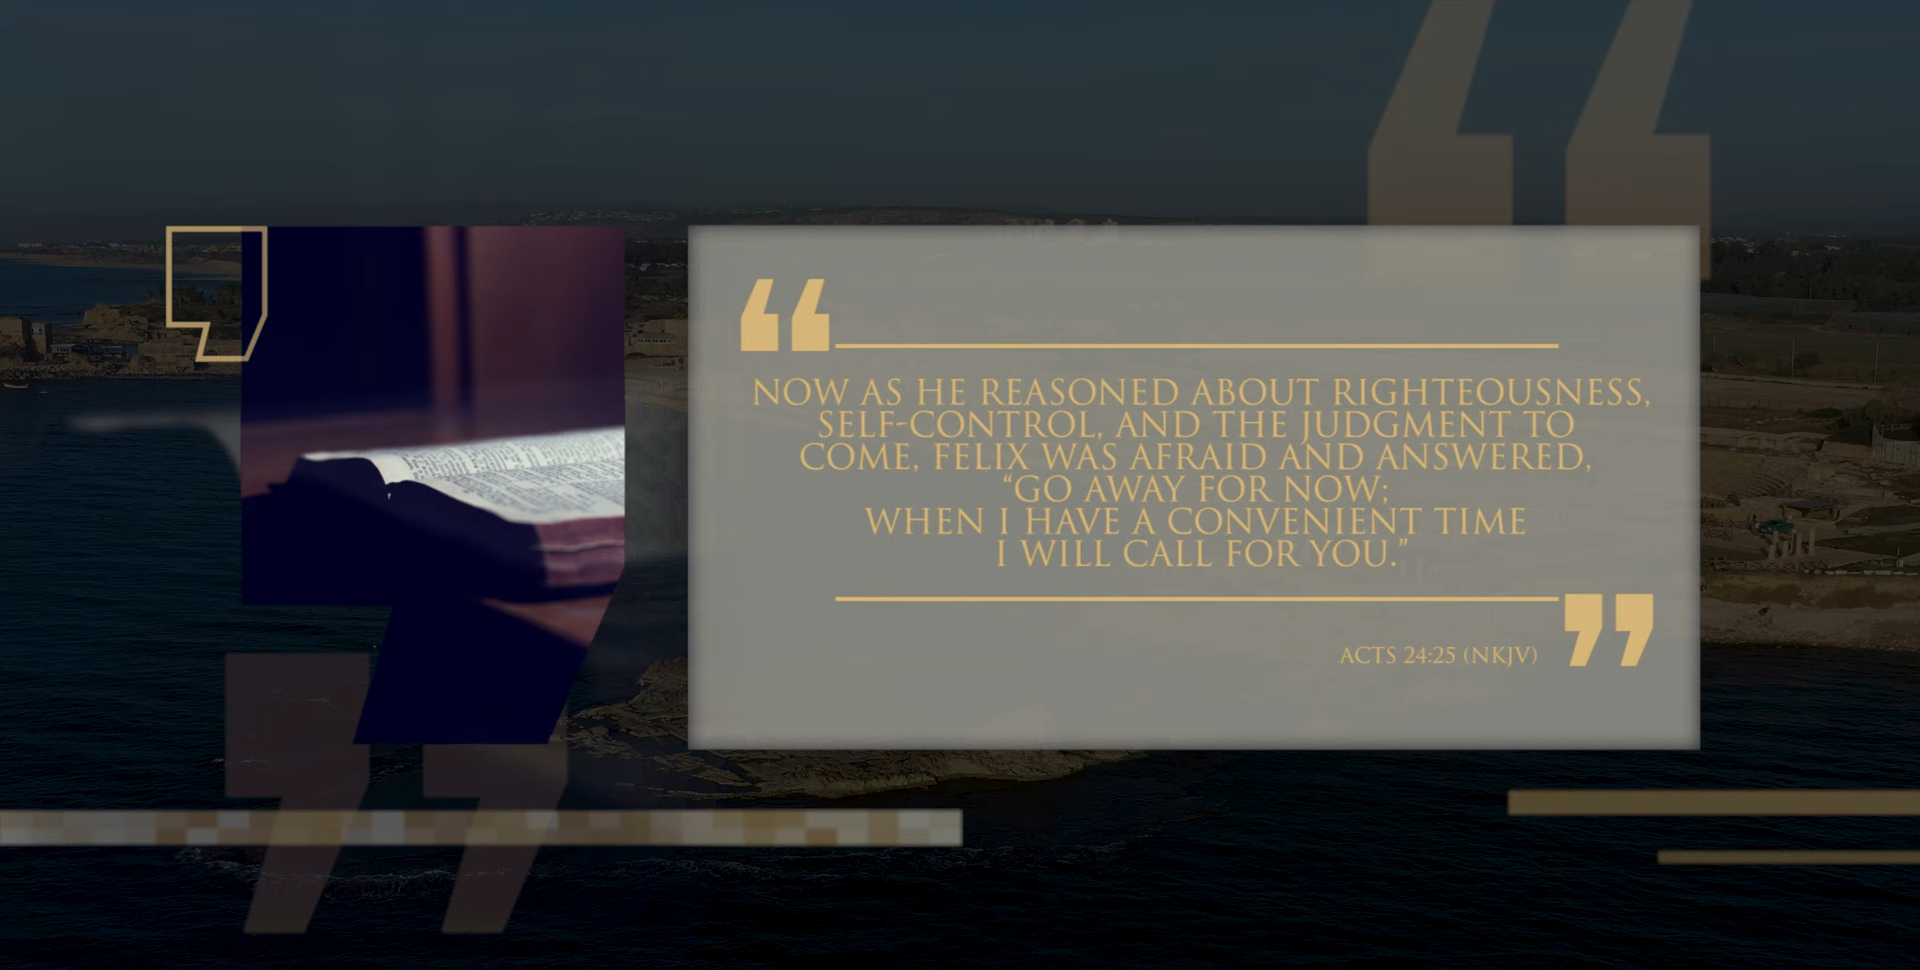 NOW AS HE REASONED ABOUT RIGHTEOUSNESS,
SELF-CONTROL, AND THE JUDGMENT TO
COME, FELIX WAS AFRAID AND ANSWERED,
“GO AWAY FOR NOW;
WHEN I HAVE A CONVENIENT TIME
I WILL CALL FOR YOU.”
ACTS 24:25 (NKJV)